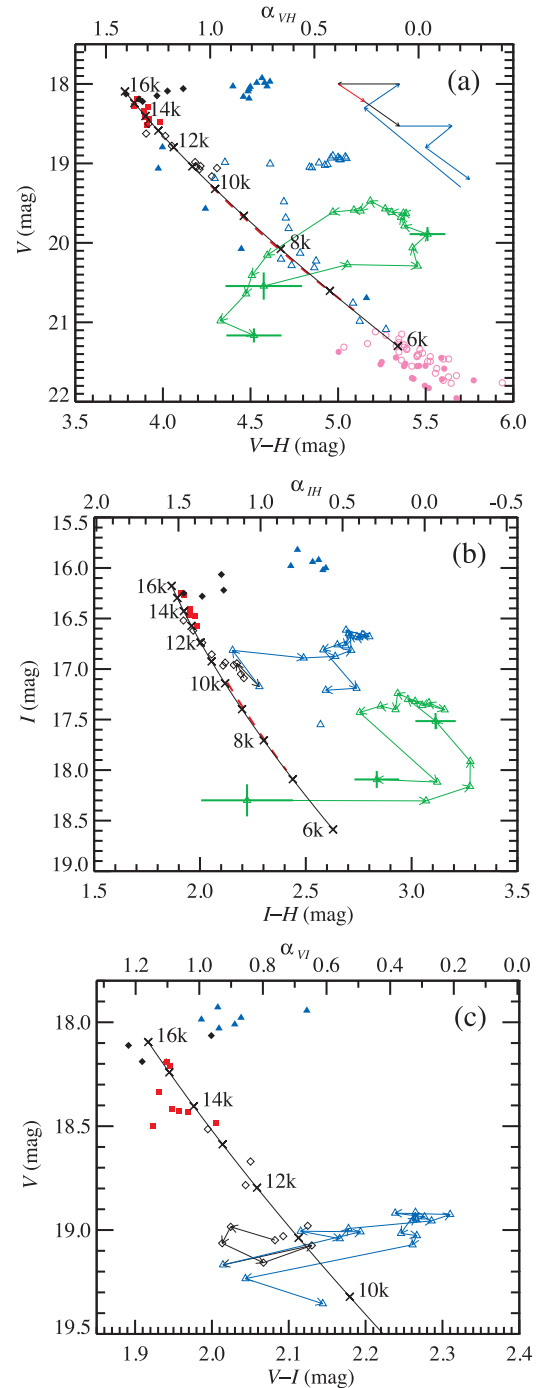 α_VH
1.5 1.0 0.5 0.0
(a)
16k
14k
12k
10k
8k
6k
18
19
20
21
22
V (mag)
3.5 4.0 4.5 5.0 5.5 6.0
V−H (mag)
α_IH
2.0 1.5 1.0 0.5 0.0 -0.5
(b)
16k
14k
12k
10k
8k
6k
15.5
16.0
16.5
17.0
17.5
18.0
18.5
19.0
I (mag)
1.5 2.0 2.5 3.0 3.5
I−H (mag)
α_VI
1.2 1.0 0.8 0.6 0.4 0.2 0.0
(c)
16k
14k
12k
10k
18.0
18.5
19.0
19.5
V (mag)
1.9 2.0 2.1 2.2 2.3 2.4
V−I (mag)